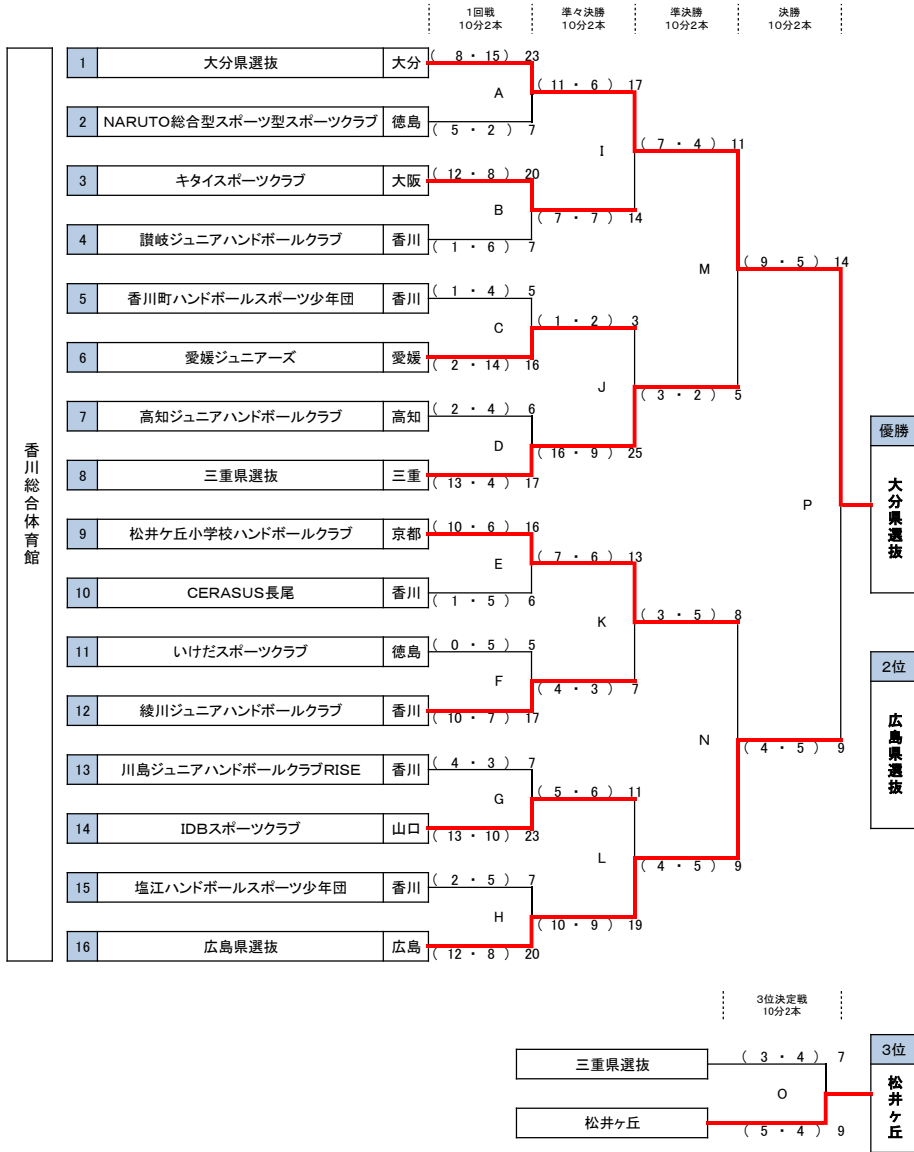 1回戦 準々決勝 準決勝 決勝
10分2本 10分2本 10分2本 10分2本
香川総合体育館
1 大分県選抜 大分 ( 8 ・ 15 ) 23
A
( 11 ・ 6 ) 17
2 NARUTO総合型スポーツ型スポーツクラブ 徳島 ( 5 ・ 2 ) 7
I
( 7 ・ 4 ) 11
3 キタイスポーツクラブ 大阪 ( 12 ・ 8 ) 20
B
( 7 ・ 7 ) 14
4 讃岐ジュニアハンドボールクラブ 香川 ( 1 ・ 6 ) 7
M
( 9 ・ 5 ) 14
5 香川町ハンドボールスポーツ少年団 香川 ( 1 ・ 4 ) 5
C
( 1 ・ 2 ) 3
6 愛媛ジュニアーズ 愛媛 ( 2 ・ 14 ) 16
J
( 3 ・ 2 ) 5
7 高知ジュニアハンドボールクラブ 高知 ( 2 ・ 4 ) 6
D
( 16 ・ 9 ) 25
8 三重県選抜 三重 ( 13 ・ 4 ) 17
P
優勝
大分県選抜
9 松井ケ丘小学校ハンドボールクラブ 京都 ( 10 ・ 6 ) 16
E
( 7 ・ 6 ) 13
10 CERASUS長尾 香川 ( 1 ・ 5 ) 6
K
( 3 ・ 5 ) 8
11 いけだスポーツクラブ 徳島 ( 0 ・ 5 ) 5
F
( 4 ・ 3 ) 7
12 綾川ジュニアハンドボールクラブ 香川 ( 10 ・ 7 ) 17
N
( 4 ・ 5 ) 9
2位
広島県選抜
13 川島ジュニアハンドボールクラブRISE 香川 ( 4 ・ 3 ) 7
G
( 5 ・ 6 ) 11
14 IDBスポーツクラブ 山口 ( 13 ・ 10 ) 23
L
( 4 ・ 5 ) 9
15 塩江ハンドボールスポーツ少年団 香川 ( 2 ・ 5 ) 7
H
( 10 ・ 9 ) 19
16 広島県選抜 広島 ( 12 ・ 8 ) 20
3位決定戦
10分2本
三重県選抜 ( 3 ・ 4 ) 7
O
松井ヶ丘 ( 5 ・ 4 ) 9
3位
松井ヶ丘